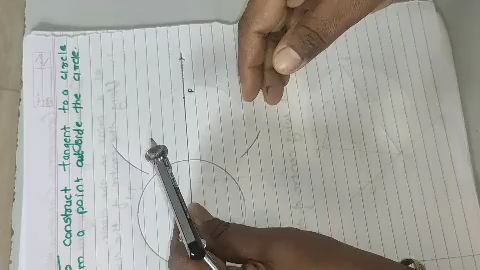 construct tangent to a circle
a point outside the circle.
P